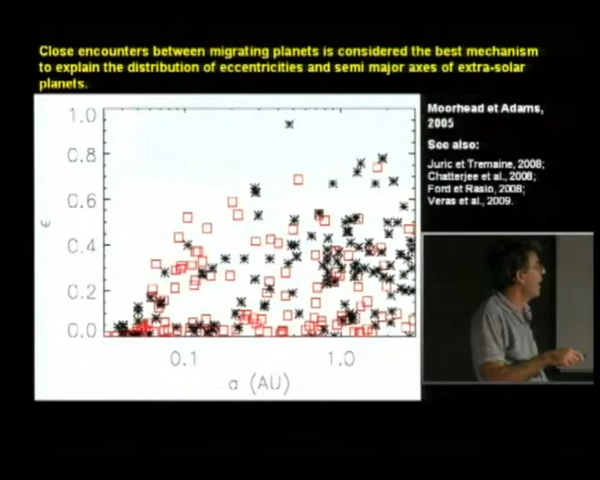 Close encounters between migrating planets is considered the best mechanism
to explain the distribution of eccentricities and semi major axes of extra-solar
planets.
Moorhead et Adams,
2005
See also:
Juric et Tremaine, 2008;
Chatterjee et al., 2008;
Ford et Rasio, 2008;
Veras et al., 2009.
1.0
0.8
0.6
ϵ
0.4
0.2
0.0
0.1
1.0
a (AU)